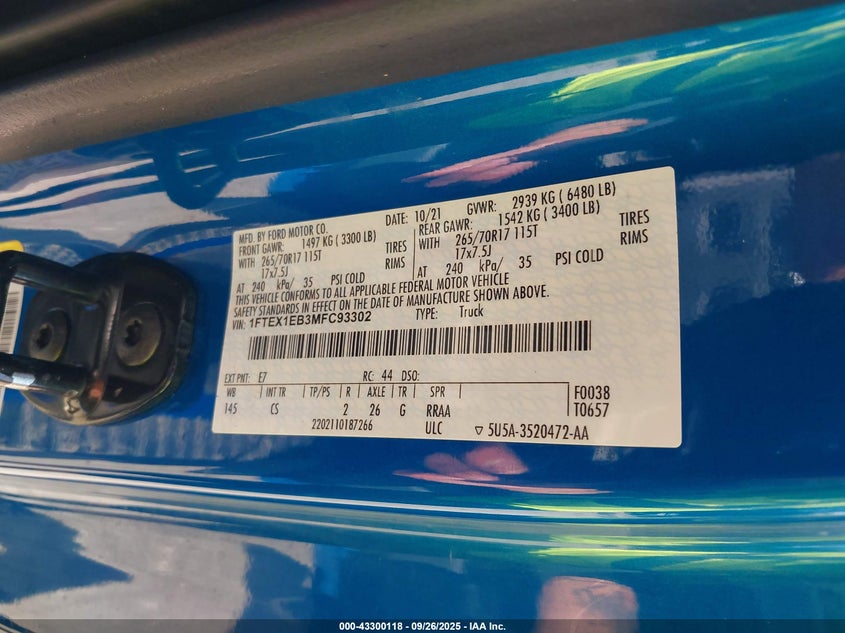 MFD. BY FORD MOTOR CO. DATE: 10/21 GVWR: 2939 KG ( 6480 LB)
FRONT GAWR: 1497 KG ( 3300 LB) REAR GAWR: 1542 KG ( 3400 LB)
WITH 265/70R17 115T TIRES WITH 265/70R17 115T TIRES
17x7.5J RIMS 17x7.5J RIMS
AT 240 kPa/ 35 PSI COLD AT 240 kPa/ 35 PSI COLD
THIS VEHICLE CONFORMS TO ALL APPLICABLE FEDERAL MOTOR VEHICLE
SAFETY STANDARDS IN EFFECT ON THE DATE OF MANUFACTURE SHOWN ABOVE.
VIN: 1FTEX1EB3MFC93302 TYPE: Truck
EXT PNT: E7 RC: 44 DSO:
WB INT TR TP/PS R AXLE TR SPR F0038
145 CS 2 26 G RRAA T0657
2202110187266 ULC ▽ 5U5A-3520472-AA
000-43300118 - 09/26/2025 - IAA Inc.